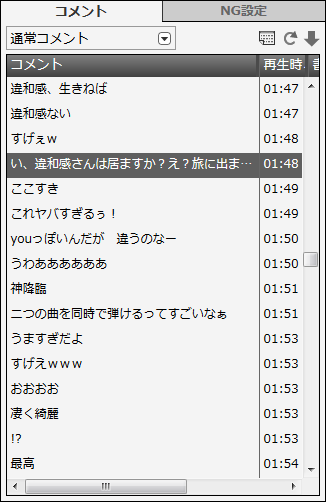 コメント NG設定
通常コメント
コメント 再生時
違和感、生きねば 01:47
違和感ない 01:47
すげぇｗ 01:48
い、違和感さんは居ますか？え？旅に出ま… 01:48
ここすき 01:49
これヤバすぎるぅ！ 01:49
youっぽいんだが　違うのなー 01:50
うわああああああ 01:50
神降臨 01:51
二つの曲を同時で弾けるってすごいなぁ 01:51
うますぎだよ 01:53
すげえｗｗｗ 01:53
おおおお 01:53
凄く綺麗 01:53
!? 01:53
最高 01:54